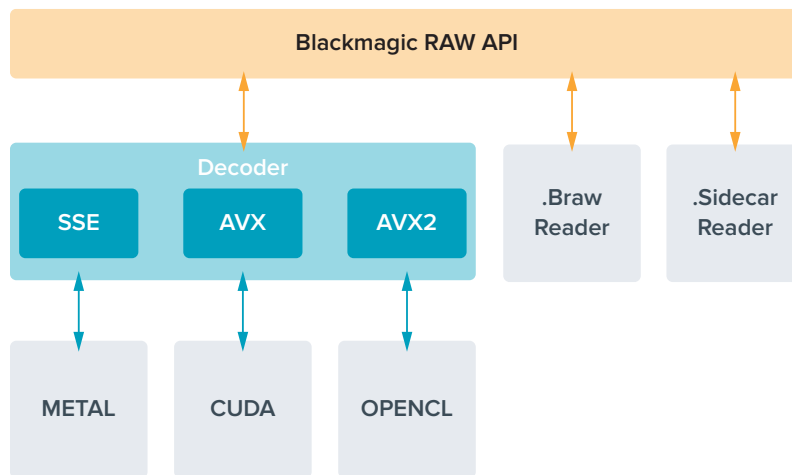 Blackmagic RAW API
Decoder
SSE
AVX
AVX2
.Braw
Reader
.Sidecar
Reader
METAL
CUDA
OPENCL